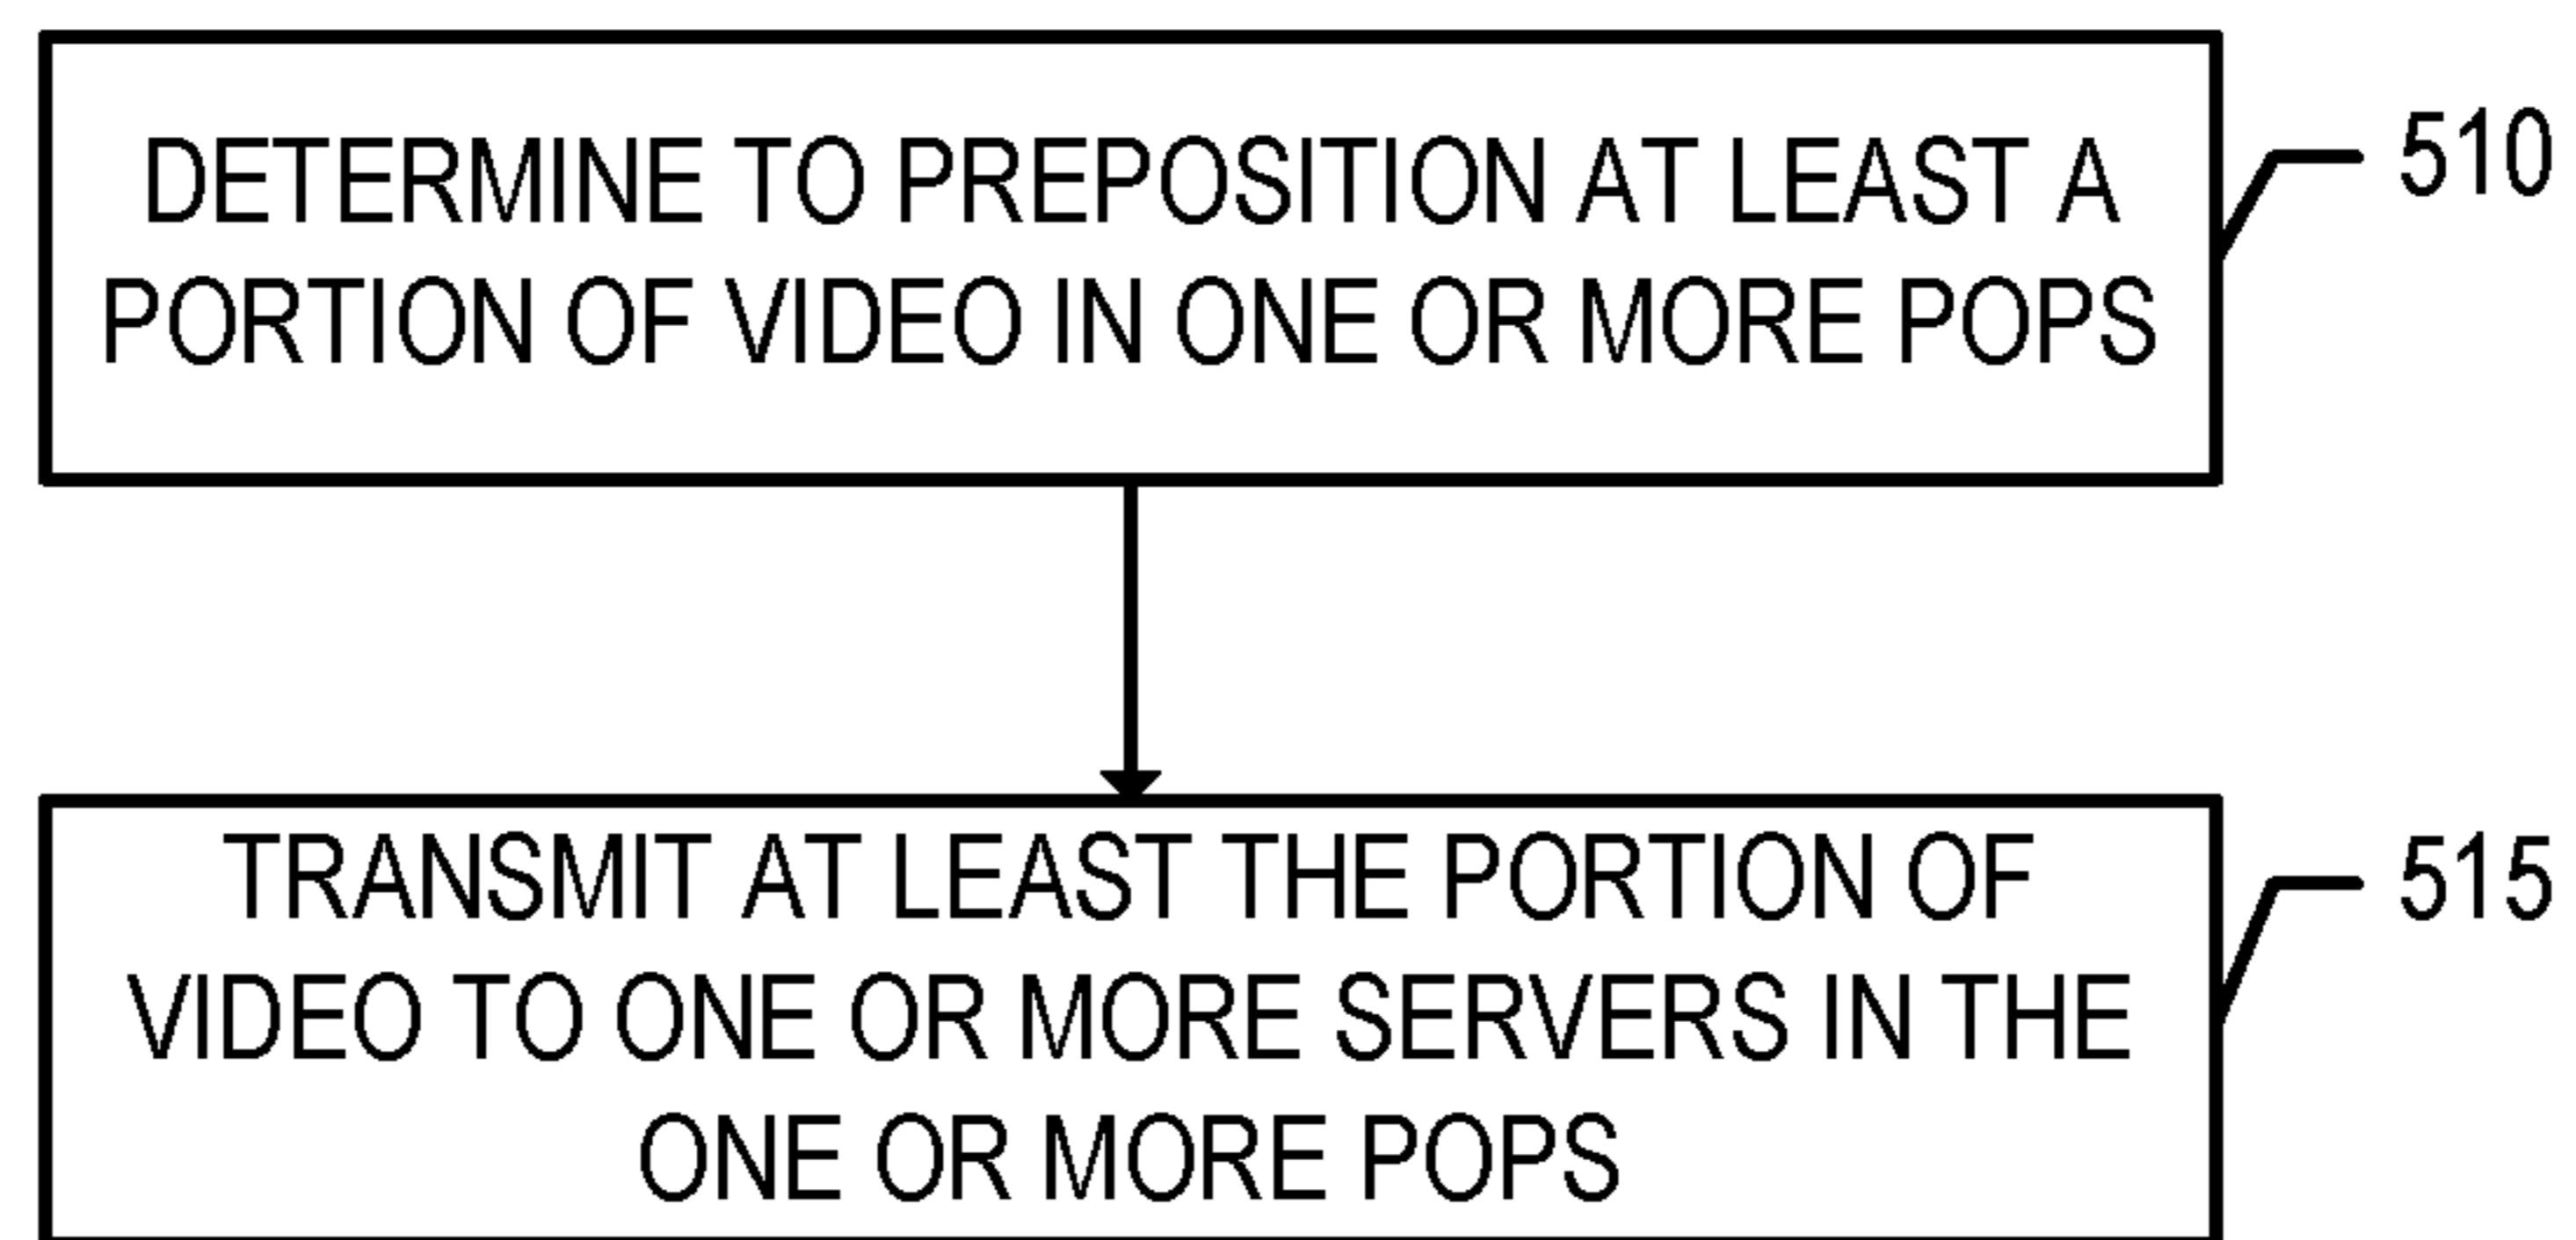 DETERMINE TO PREPOSITION AT LEAST A
PORTION OF VIDEO IN ONE OR MORE POPS
510
TRANSMIT AT LEAST THE PORTION OF
VIDEO TO ONE OR MORE SERVERS IN THE
ONE OR MORE POPS
515